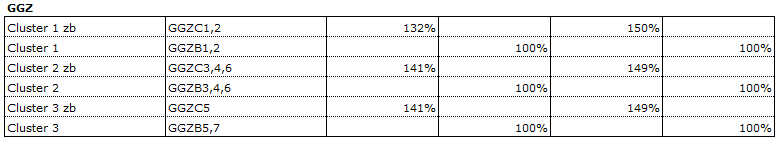 GGZ
Cluster 1 zb GGZC1,2 132% 150%
Cluster 1 GGZB1,2 100% 100%
Cluster 2 zb GGZC3,4,6 141% 149%
Cluster 2 GGZB3,4,6 100% 100%
Cluster 3 zb GGZC5 141% 149%
Cluster 3 GGZB5,7 100% 100%